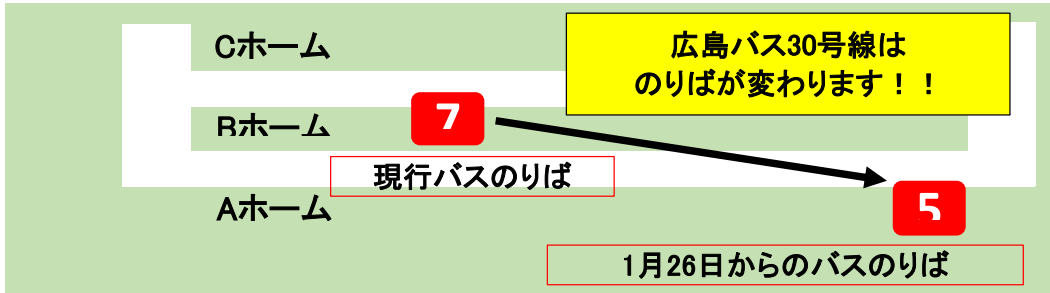 Cホーム
広島バス30号線は
のりばが変わります！！
Bホーム
7
現行バスのりば
Aホーム
5
1月26日からのバスのりば